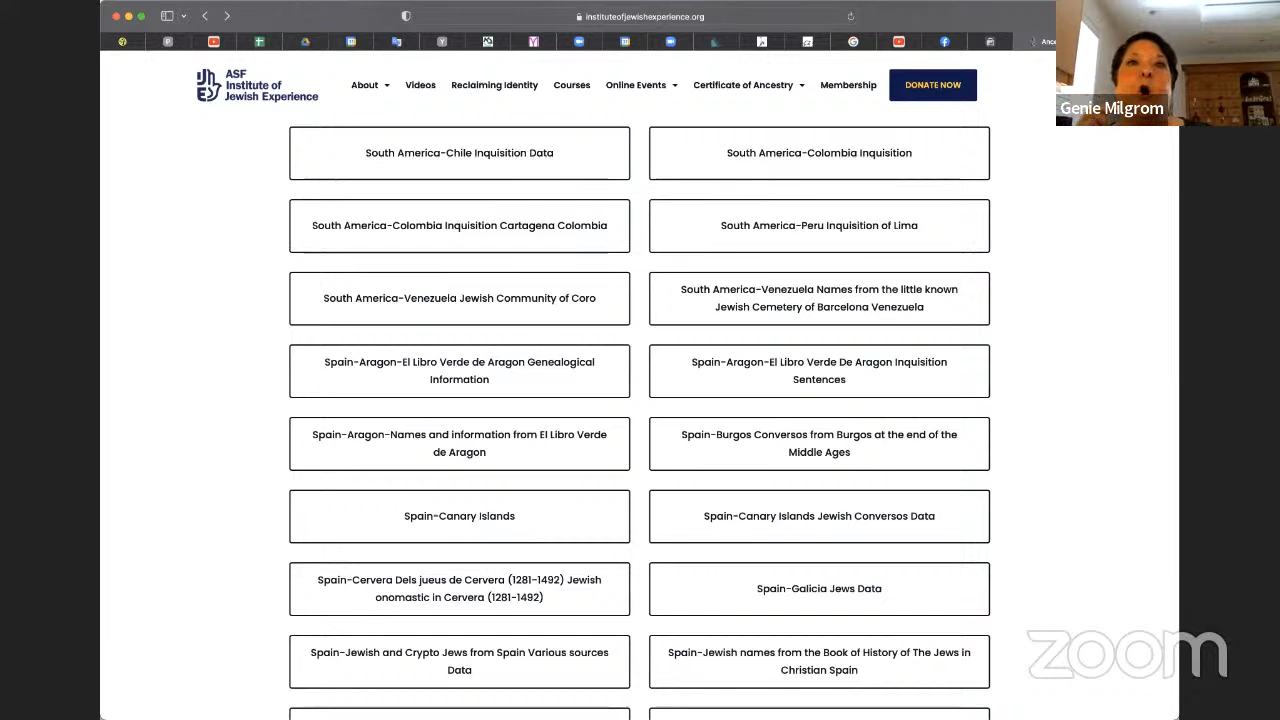 instituteofjewishexperience.org
Ance
ASF
Institute of
Jewish Experience
About
Videos
Reclaiming Identity
Courses
Online Events
Certificate of Ancestry
Membership
DONATE NOW
Genie Milgrom
South America-Chile Inquisition Data
South America-Colombia Inquisition
South America-Colombia Inquisition Cartagena Colombia
South America-Peru Inquisition of Lima
South America-Venezuela Jewish Community of Coro
South America-Venezuela Names from the little known
Jewish Cemetery of Barcelona Venezuela
Spain-Aragon-El Libro Verde de Aragon Genealogical
Information
Spain-Aragon-El Libro Verde De Aragon Inquisition
Sentences
Spain-Aragon-Names and information from El Libro Verde
de Aragon
Spain-Burgos Conversos from Burgos at the end of the
Middle Ages
Spain-Canary Islands
Spain-Canary Islands Jewish Conversos Data
Spain-Cervera Dels jueus de Cervera (1281-1492) Jewish
onomastic in Cervera (1281-1492)
Spain-Galicia Jews Data
Spain-Jewish and Crypto Jews from Spain Various sources
Data
Spain-Jewish names from the Book of History of The Jews in
Christian Spain
zoom